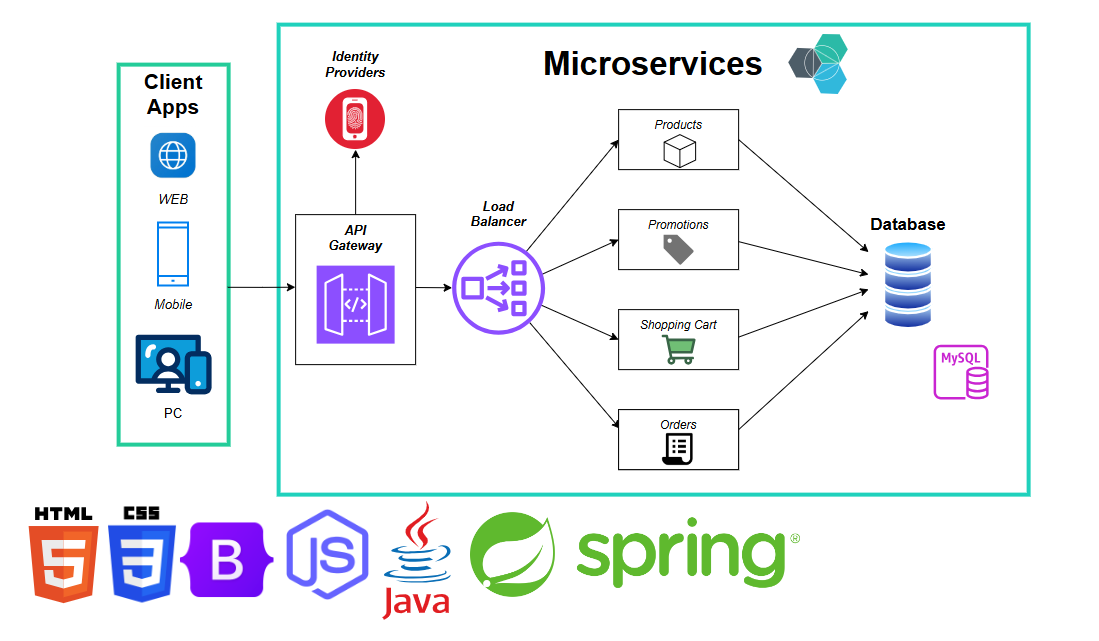 Client
Apps
WEB
Mobile
PC
Microservices
Identity
Providers
API
Gateway
</>
Load
Balancer
Products
Promotions
Shopping Cart
Orders
Database
MySQL
HTML
5
CSS
3
B
JS
Java
spring®